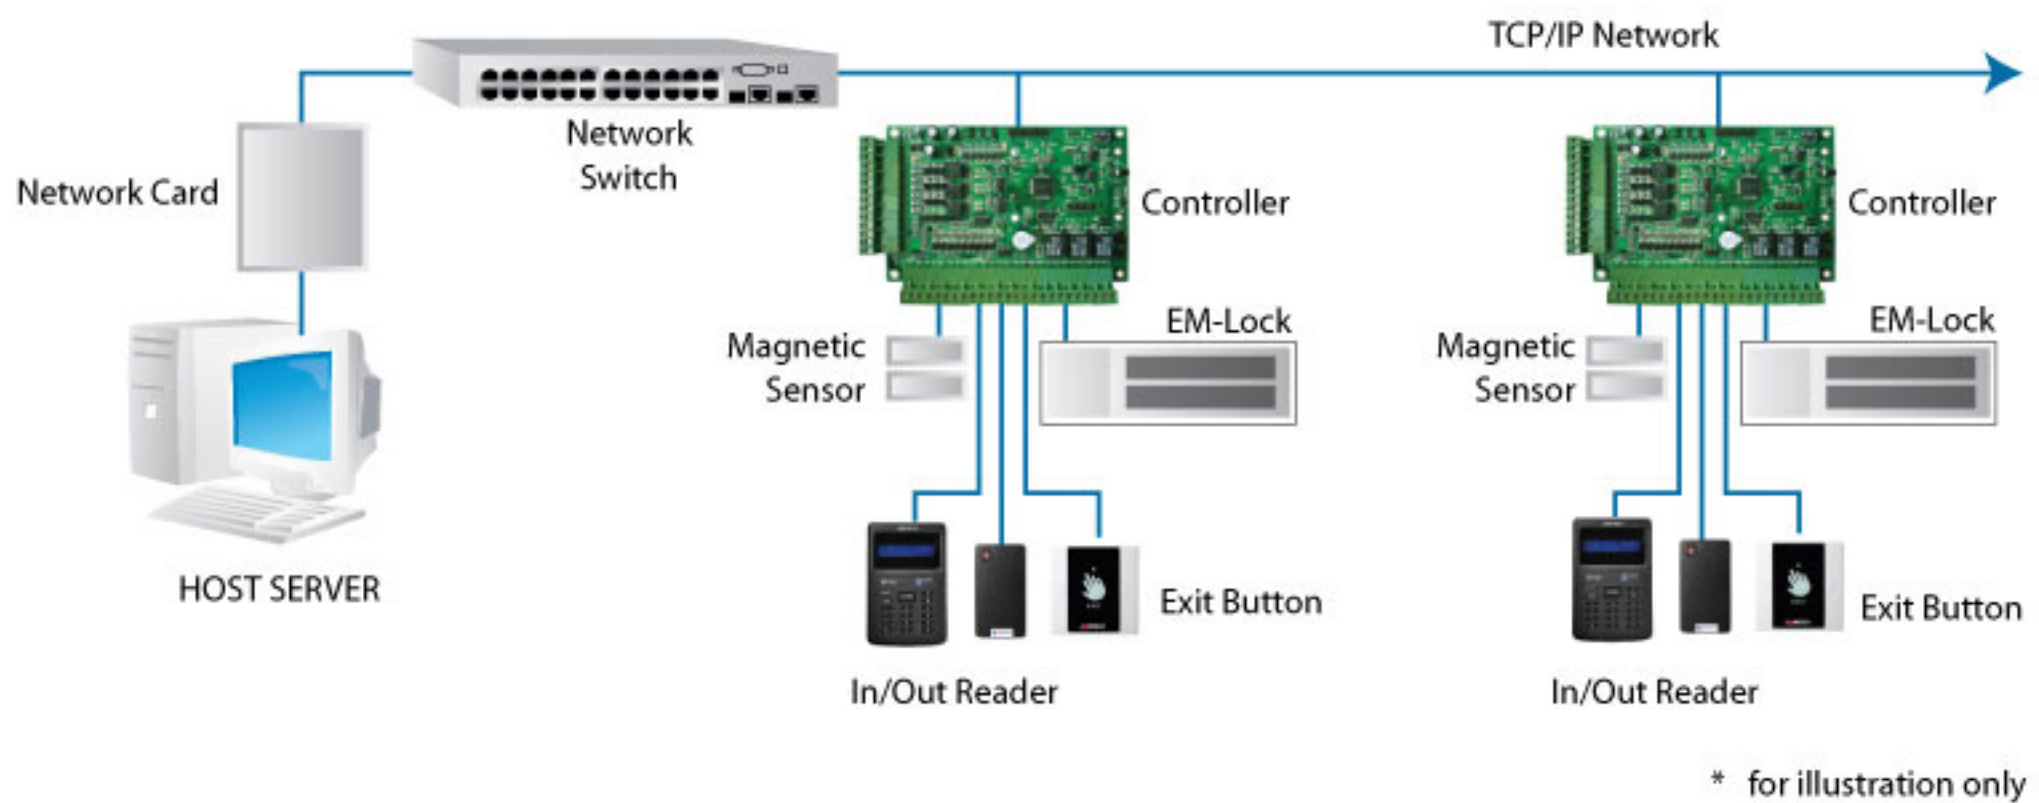 TCP/IP Network
Network
Switch
Network Card
Controller
Controller
EM-Lock
EM-Lock
Magnetic
Sensor
Magnetic
Sensor
HOST SERVER
Exit Button
Exit Button
In/Out Reader
In/Out Reader
* for illustration only